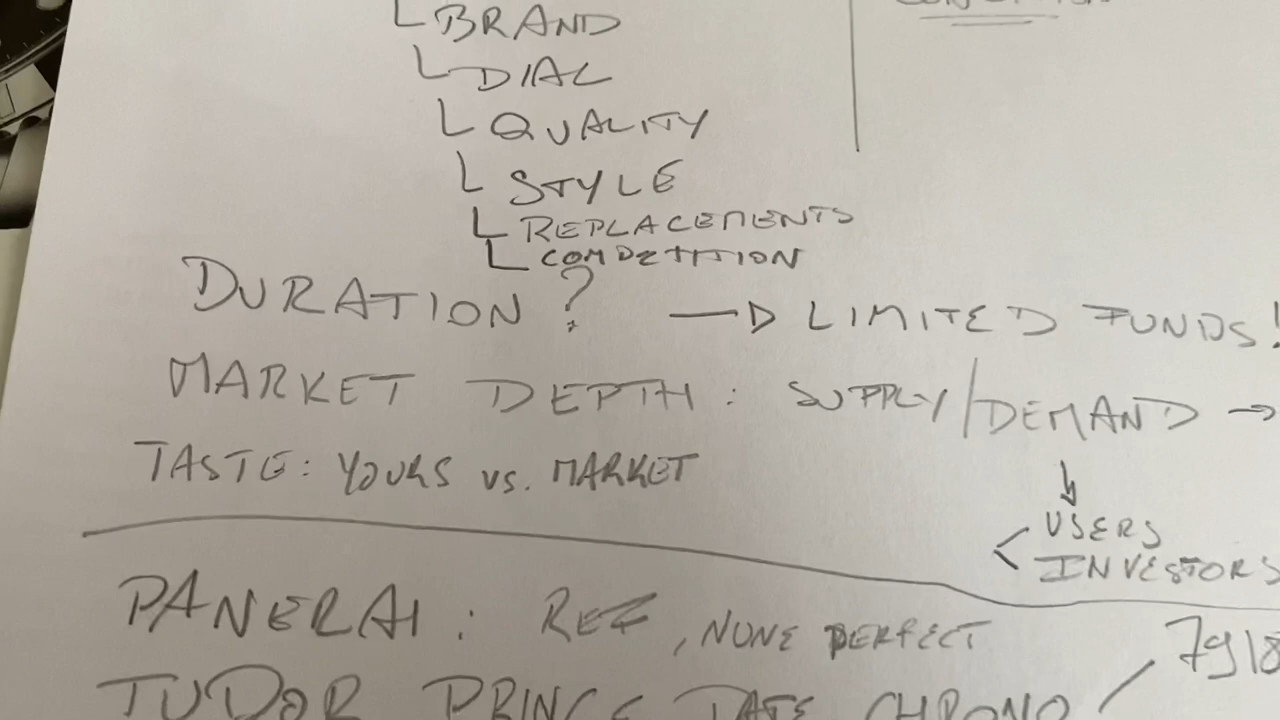 BRAND
DIAL
QUALITY
STYLE
REPLACEMENTS
COMPETITION
DURATION? → LIMITED FUNDS!
MARKET DEPTH: SUPPLY/DEMAND →
TASTE: YOURS vs. MARKET
USERS
INVESTORS
PANERAI: REF, NONE PERFECT
TUDOR PRINCE DATE CHRONO / 7918